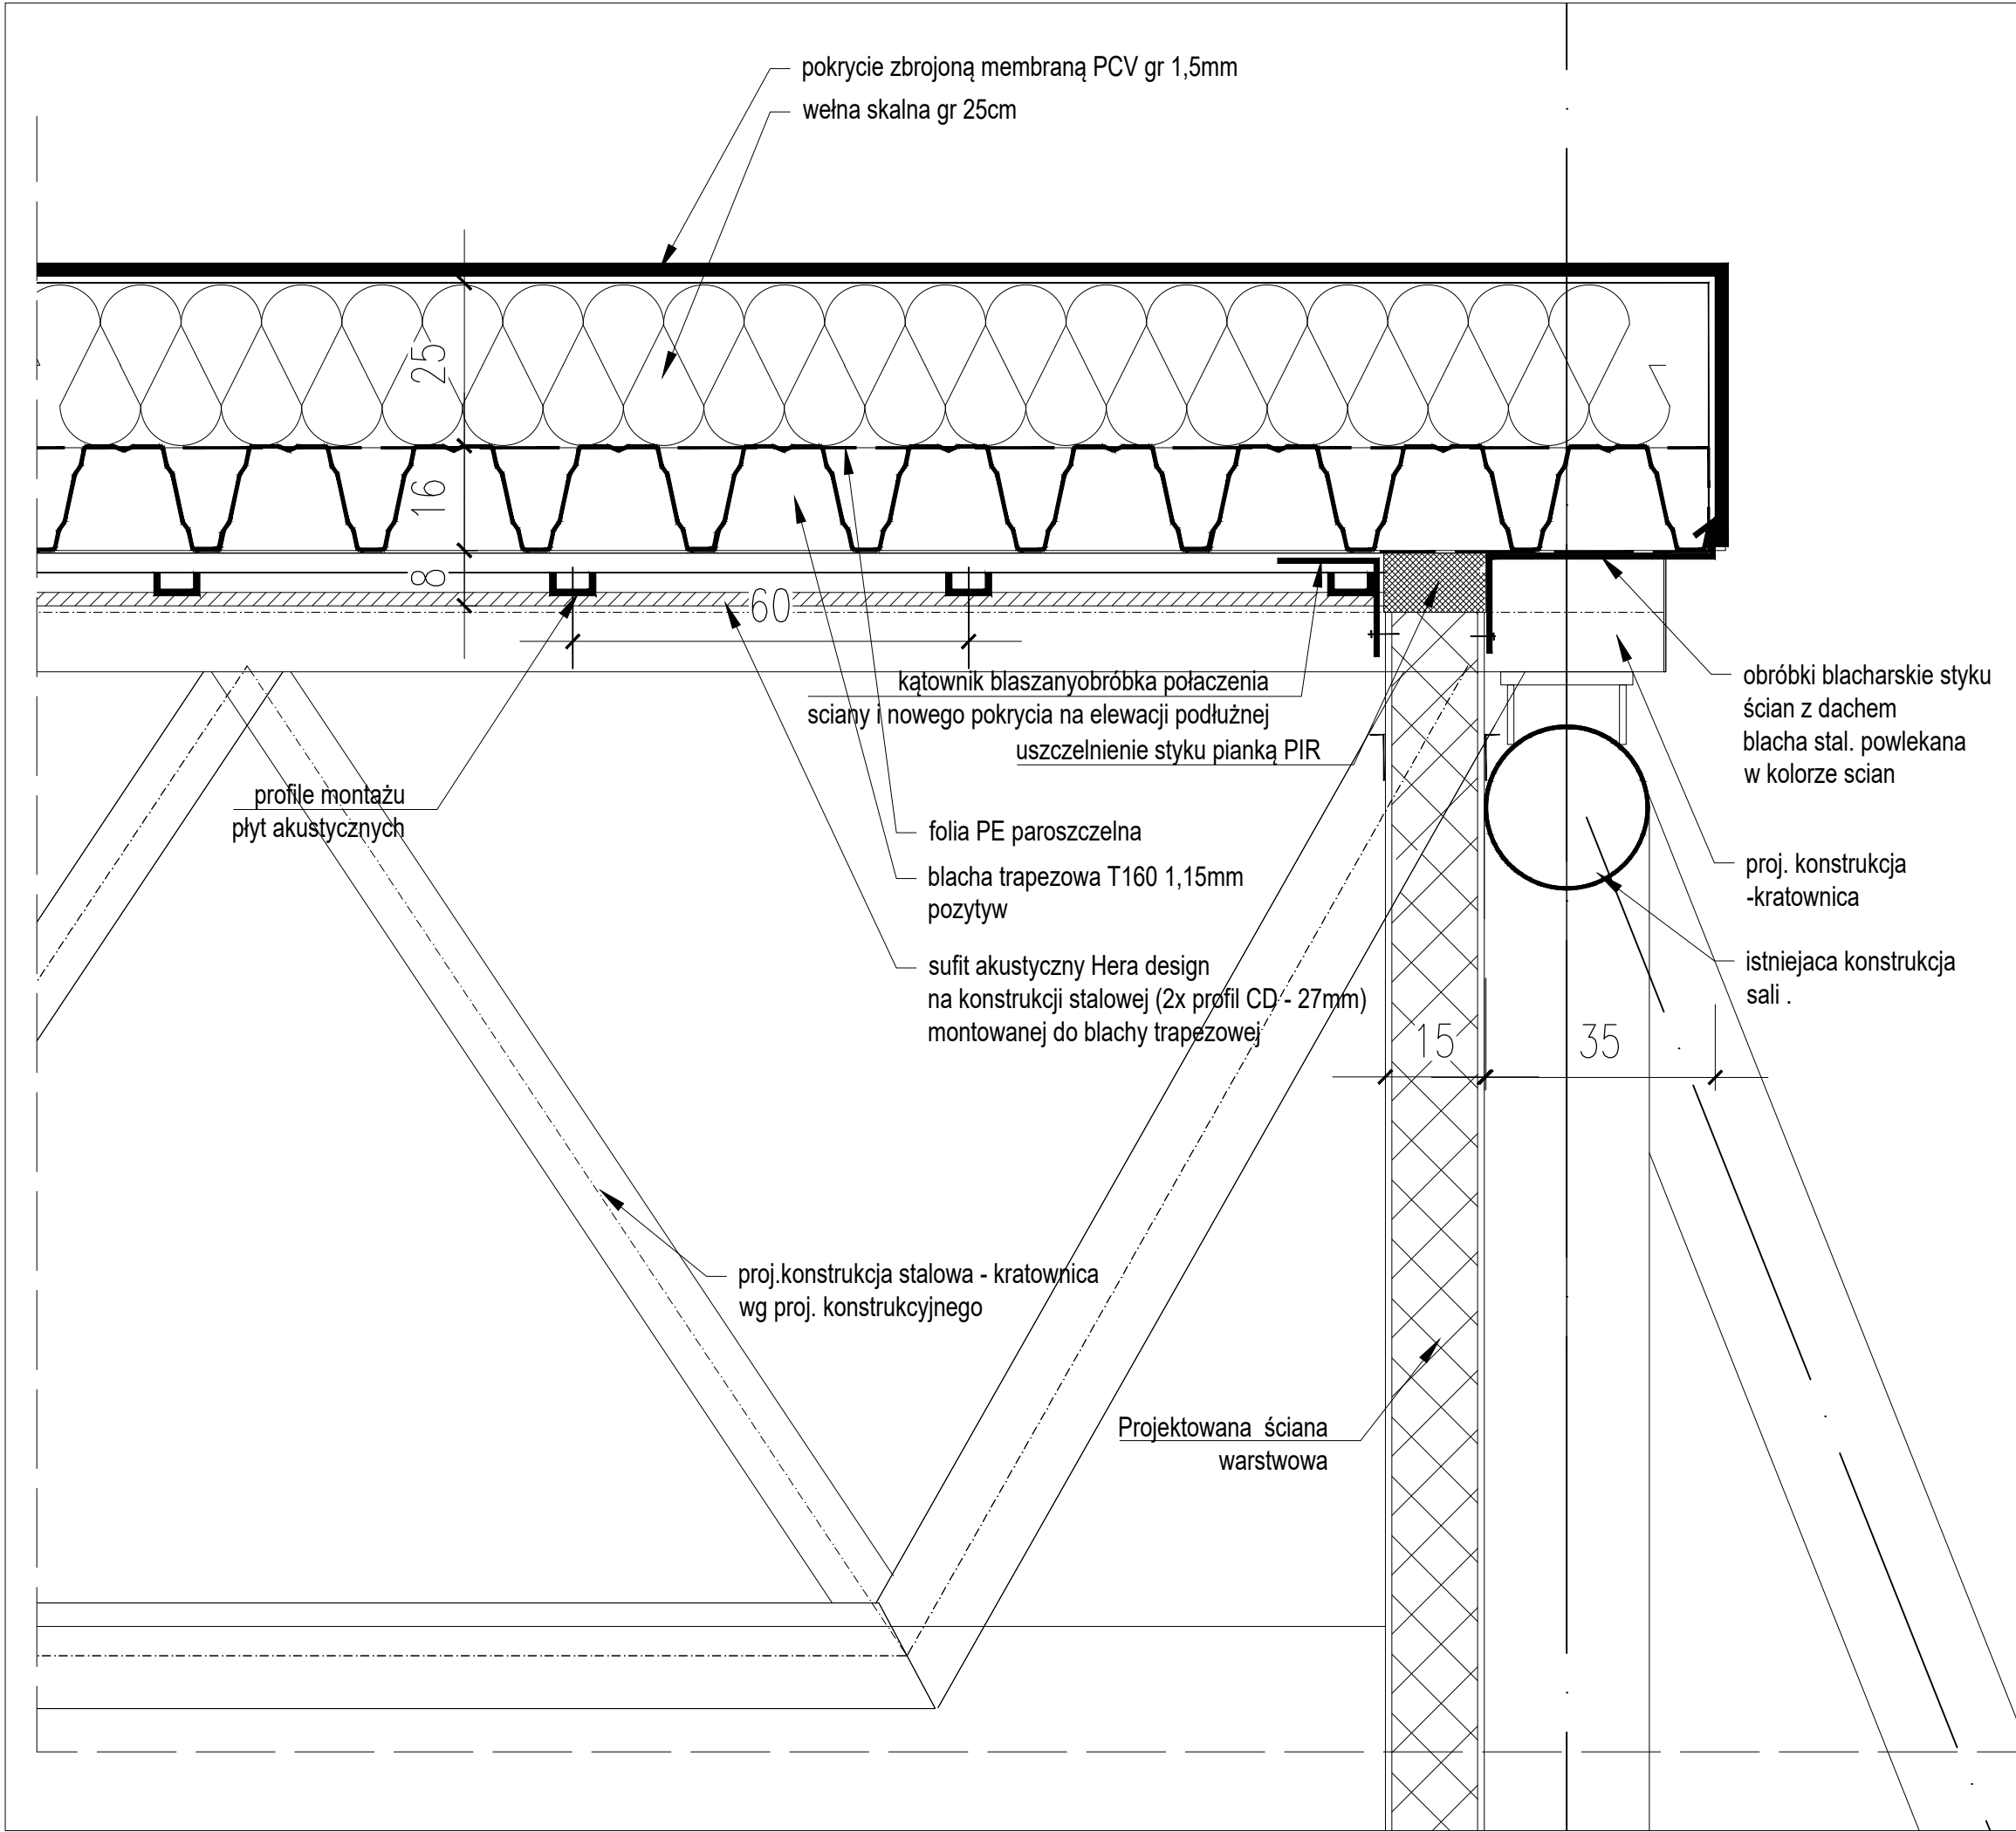 pokrycie zbrojoną membraną PCV gr 1,5mm
wełna skalna gr 25cm
25
16
8
60
kątownik blaszanyobróbka połaczenia
sciany i nowego pokrycia na elewacji podłużnej
uszczelnienie styku pianką PIR
obróbki blacharskie styku
ścian z dachem
blacha stal. powlekana
w kolorze scian
profile montażu
płyt akustycznych
folia PE paroszczelna
blacha trapezowa T160 1,15mm
pozytyw
proj. konstrukcja
-kratownica
sufit akustyczny Hera design
na konstrukcji stalowej (2x profil CD - 27mm)
montowanej do blachy trapezowej
istniejaca konstrukcja
sali .
15
35
proj.konstrukcja stalowa - kratownica
wg proj. konstrukcyjnego
Projektowana ściana
warstwowa